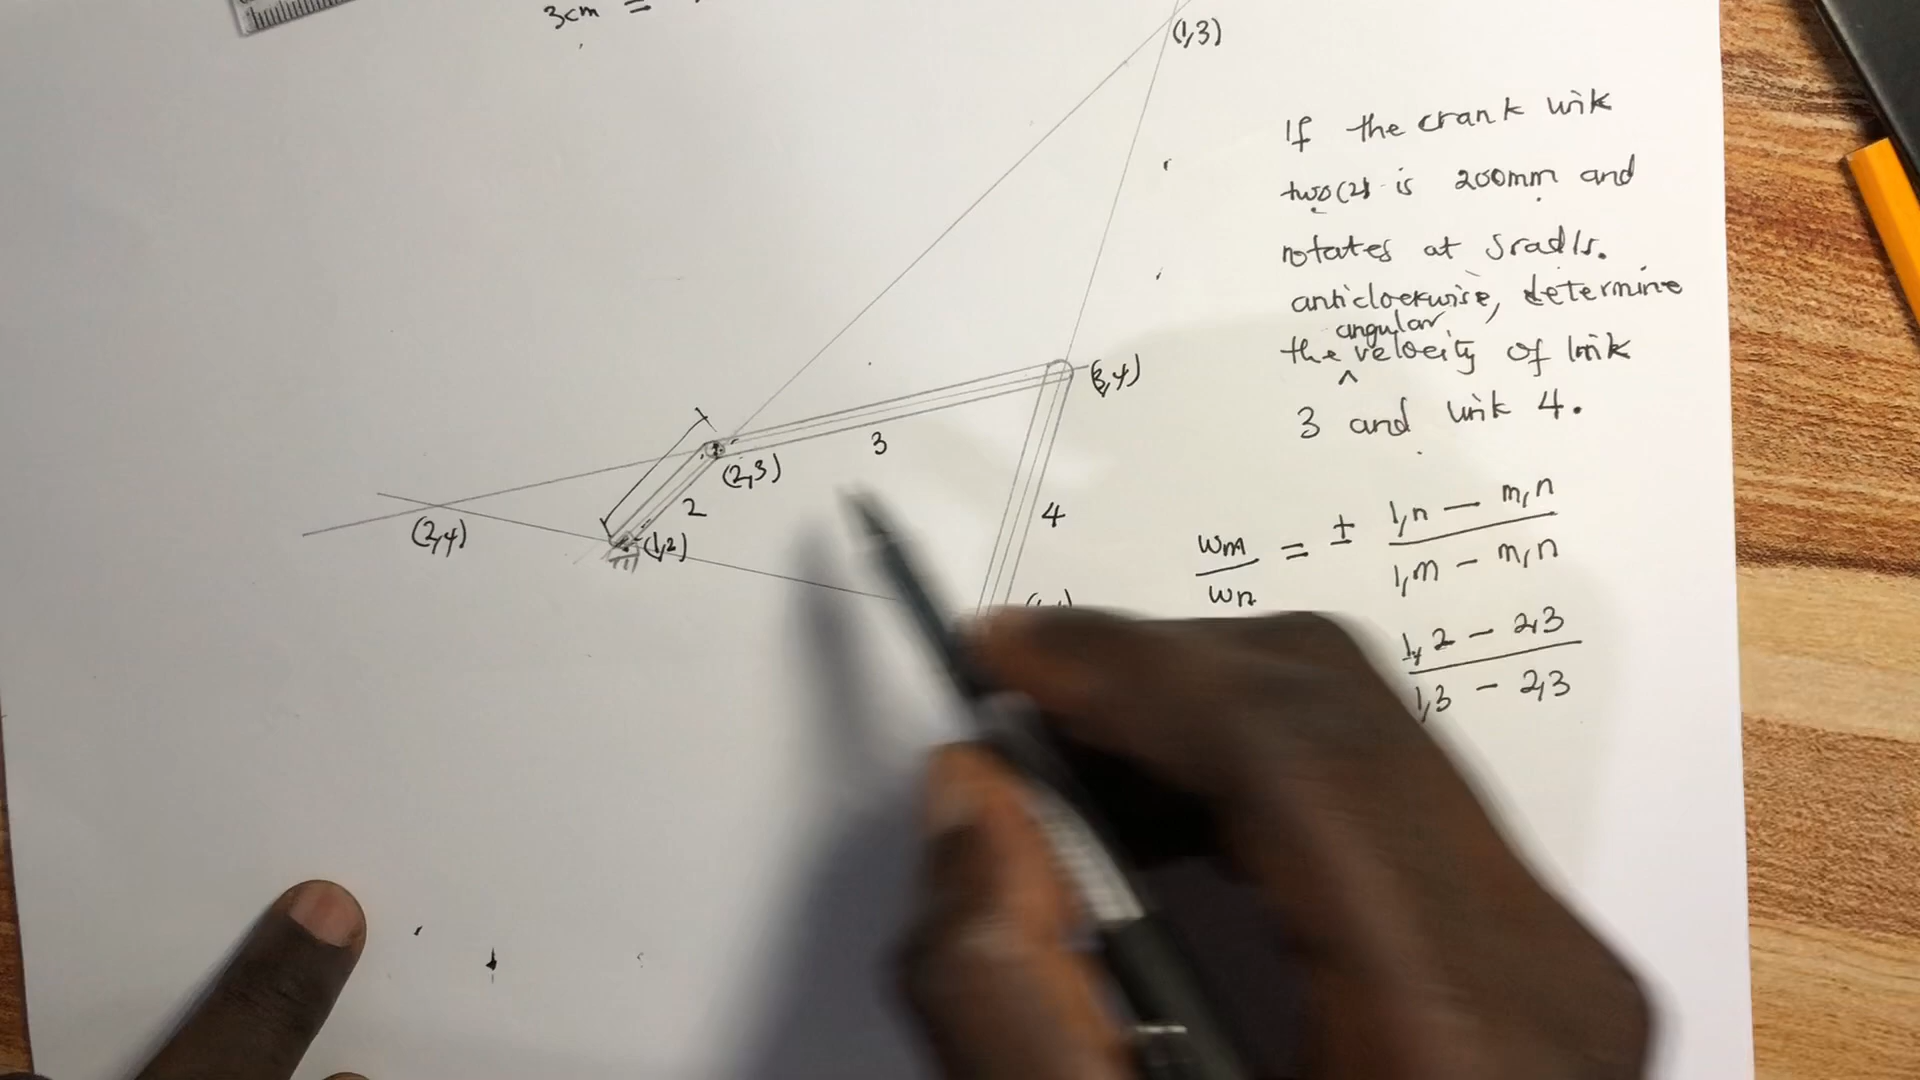 3cm =
(1,3)
If the crank link
two(2) is 200mm and
rotates at 5rad/s.
anticlockwise, determine
angular
the ^ velocity of link
3 and link 4.
(3,4)
3
(2,3)
2
4
(2,4)
(1,2)
ωm/ωn = ± 1,n - m,n / 1,m - m,n
1,2 - 2,3
1,3 - 2,3